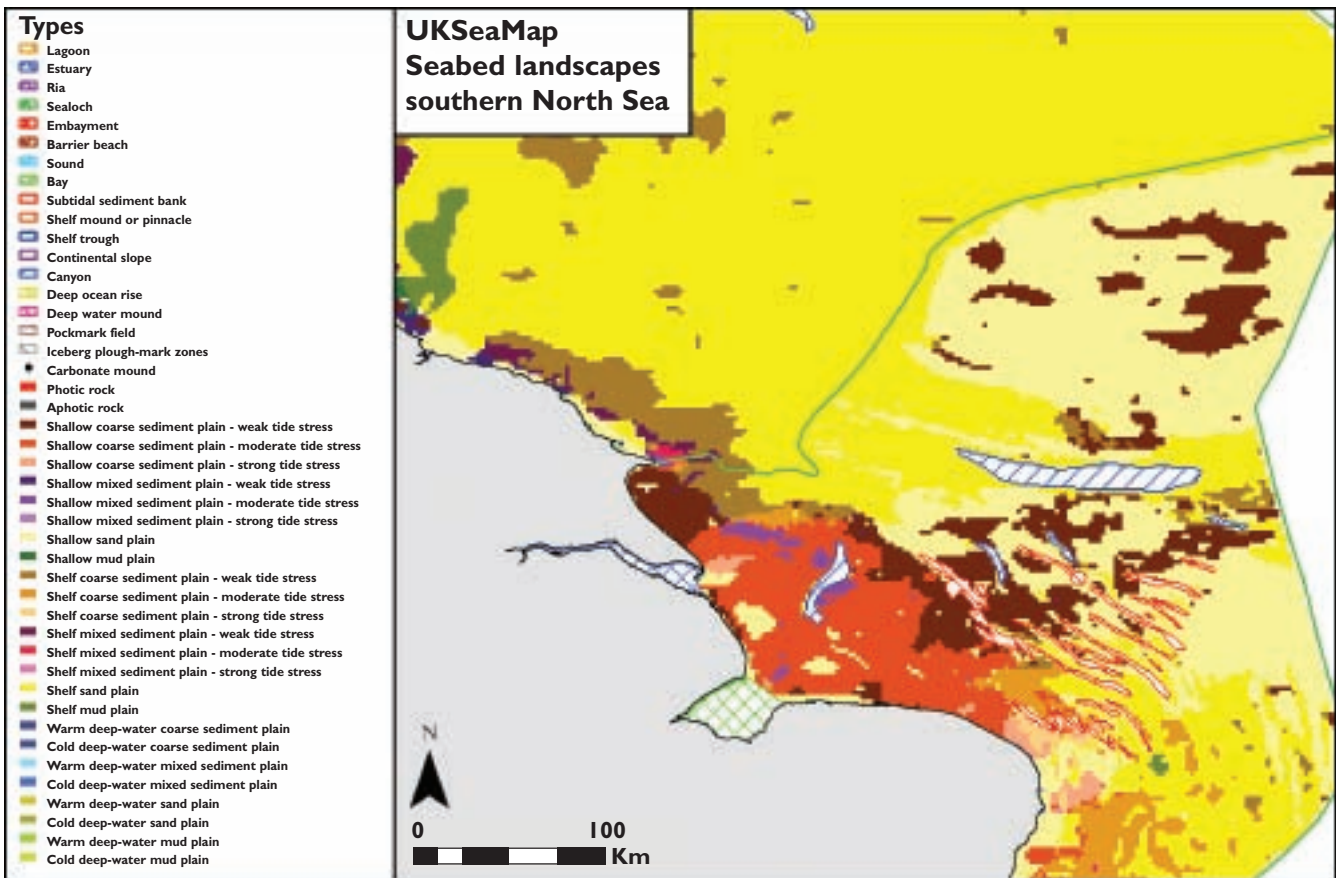 Types
Lagoon
Estuary
Ria
Sealoch
Embayment
Barrier beach
Sound
Bay
Subtidal sediment bank
Shelf mound or pinnacle
Shelf trough
Continental slope
Canyon
Deep ocean rise
Deep water mound
Pockmark field
Iceberg plough-mark zones
Carbonate mound
Photic rock
Aphotic rock
Shallow coarse sediment plain - weak tide stress
Shallow coarse sediment plain - moderate tide stress
Shallow coarse sediment plain - strong tide stress
Shallow mixed sediment plain - weak tide stress
Shallow mixed sediment plain - moderate tide stress
Shallow mixed sediment plain - strong tide stress
Shallow sand plain
Shallow mud plain
Shelf coarse sediment plain - weak tide stress
Shelf coarse sediment plain - moderate tide stress
Shelf coarse sediment plain - strong tide stress
Shelf mixed sediment plain - weak tide stress
Shelf mixed sediment plain - moderate tide stress
Shelf mixed sediment plain - strong tide stress
Shelf sand plain
Shelf mud plain
Warm deep-water coarse sediment plain
Cold deep-water coarse sediment plain
Warm deep-water mixed sediment plain
Cold deep-water mixed sediment plain
Warm deep-water sand plain
Cold deep-water sand plain
Warm deep-water mud plain
Cold deep-water mud plain
UKSeaMap
Seabed landscapes
southern North Sea
N
0 100
Km